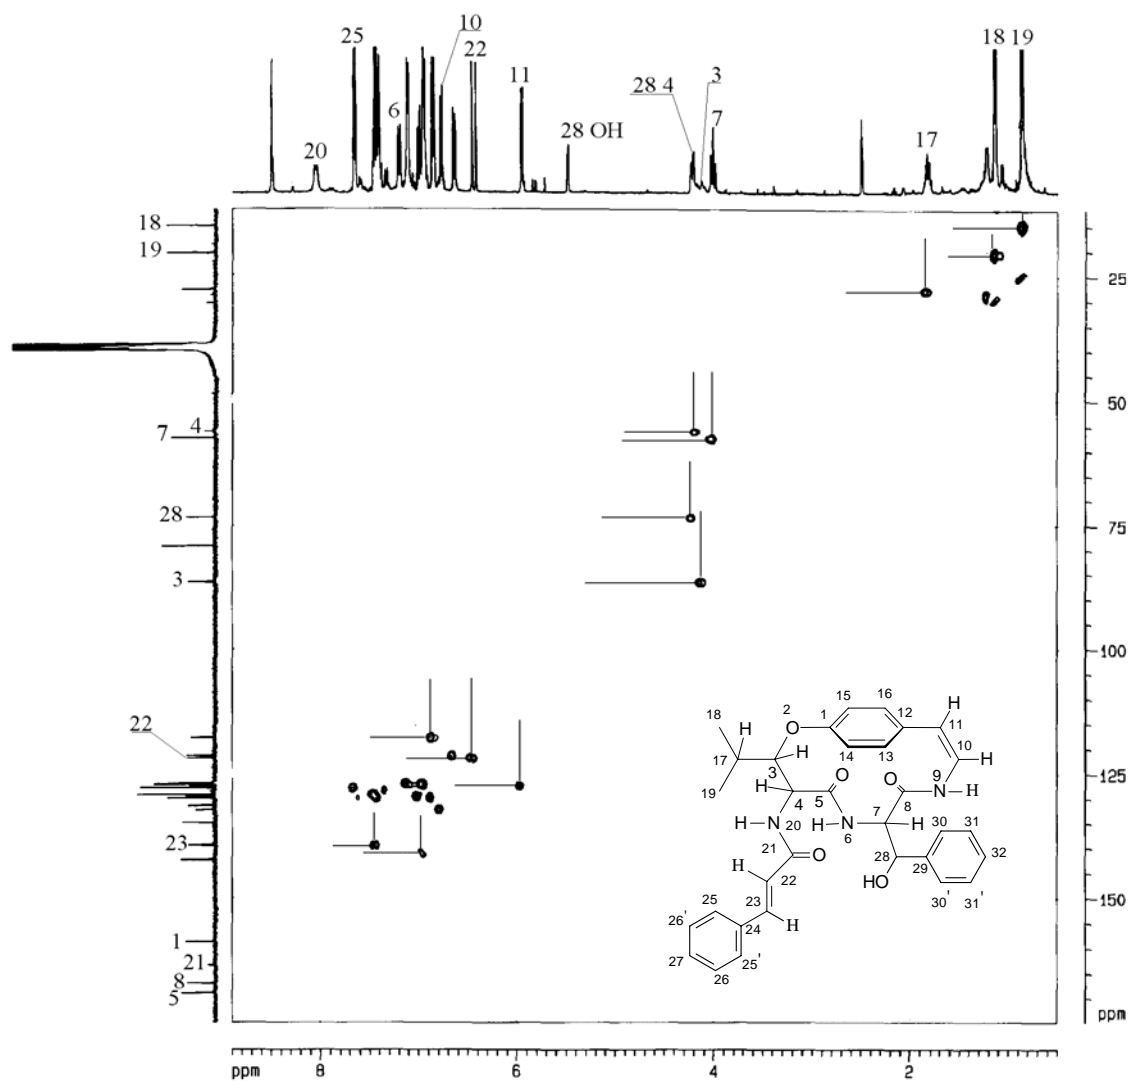 10
25
22
18 19
11
3
28 4
6
7
28 OH
17
20
18
19
25
50
4
7
28
75
3
100
22
125
23
150
1
21
8
5
ppm
15 16 H
18 2 1 12 11
H O 10
17 H 14 13 H
3 O O 9
19 H 4 5 8 N H
H N 20 H N 7 H 30 31
6
21 O 28 29 32
H 22 HO 30' 31'
25 23
26' 24 H
27 25'
26
ppm 8 6 4 2